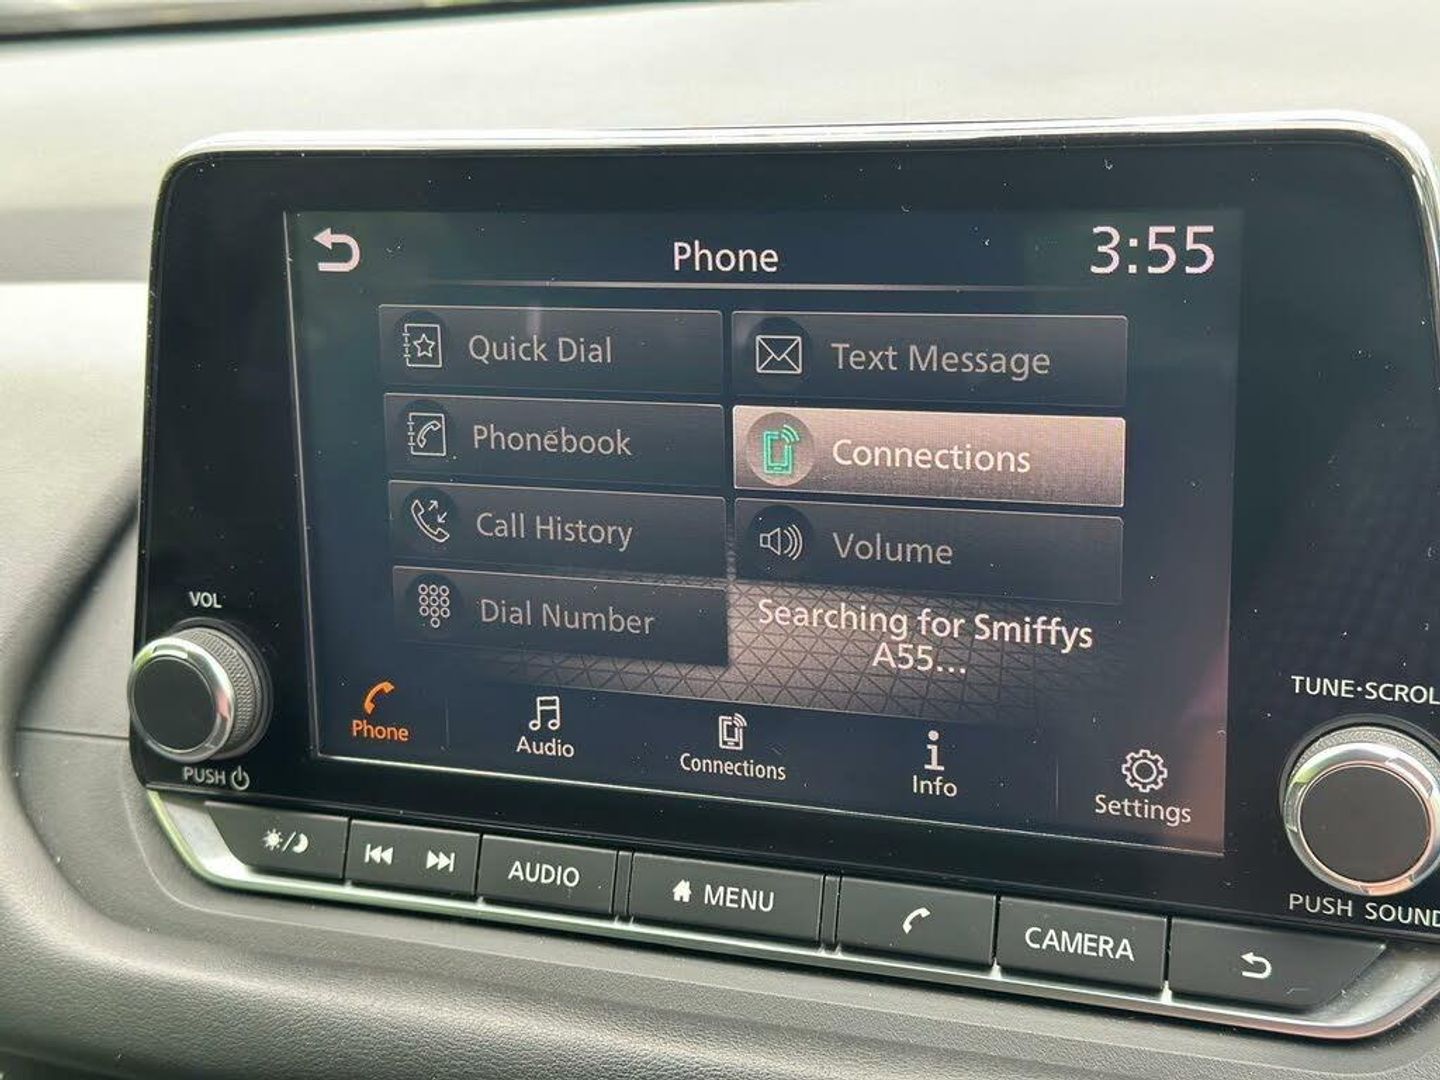 Phone
3:55
Quick Dial
Text Message
Phonebook
Connections
Call History
Volume
Dial Number
Searching for Smiffys
A55...
Phone
Audio
Connections
Info
Settings
VOL
PUSH
TUNE·SCROL
PUSH SOUND
AUDIO
MENU
CAMERA